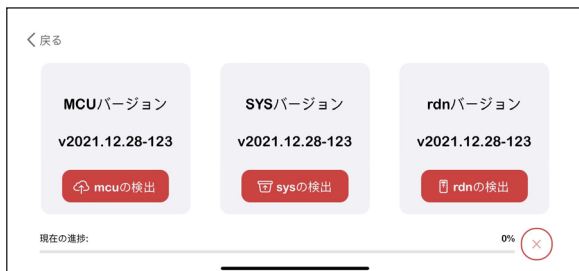 戻る
MCUバージョン
v2021.12.28-123
mcuの検出
SYSバージョン
v2021.12.28-123
sysの検出
rdnバージョン
v2021.12.28-123
rdnの検出
現在の進捗:
0%